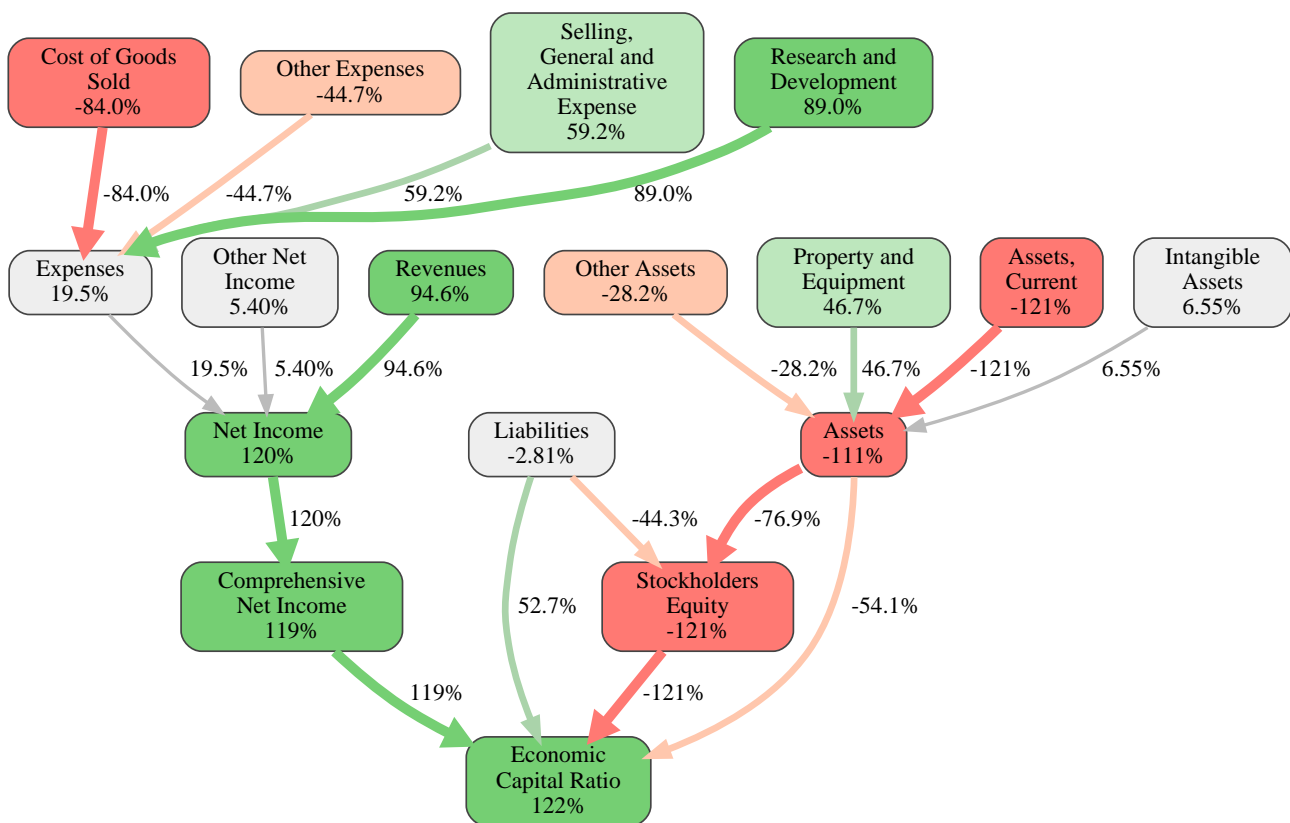 Cost of Goods
Sold
-84.0%
Other Expenses
-44.7%
Selling,
General and
Administrative
Expense
59.2%
Research and
Development
89.0%
-84.0%
-44.7%
59.2%
89.0%
Expenses
19.5%
Other Net
Income
5.40%
Revenues
94.6%
Other Assets
-28.2%
Property and
Equipment
46.7%
Assets,
Current
-121%
Intangible
Assets
6.55%
19.5%
5.40%
94.6%
-28.2%
46.7%
-121%
6.55%
Net Income
120%
Liabilities
-2.81%
Assets
-111%
120%
-44.3%
-76.9%
Comprehensive
Net Income
119%
52.7%
Stockholders
Equity
-121%
-54.1%
119%
-121%
Economic
Capital Ratio
122%